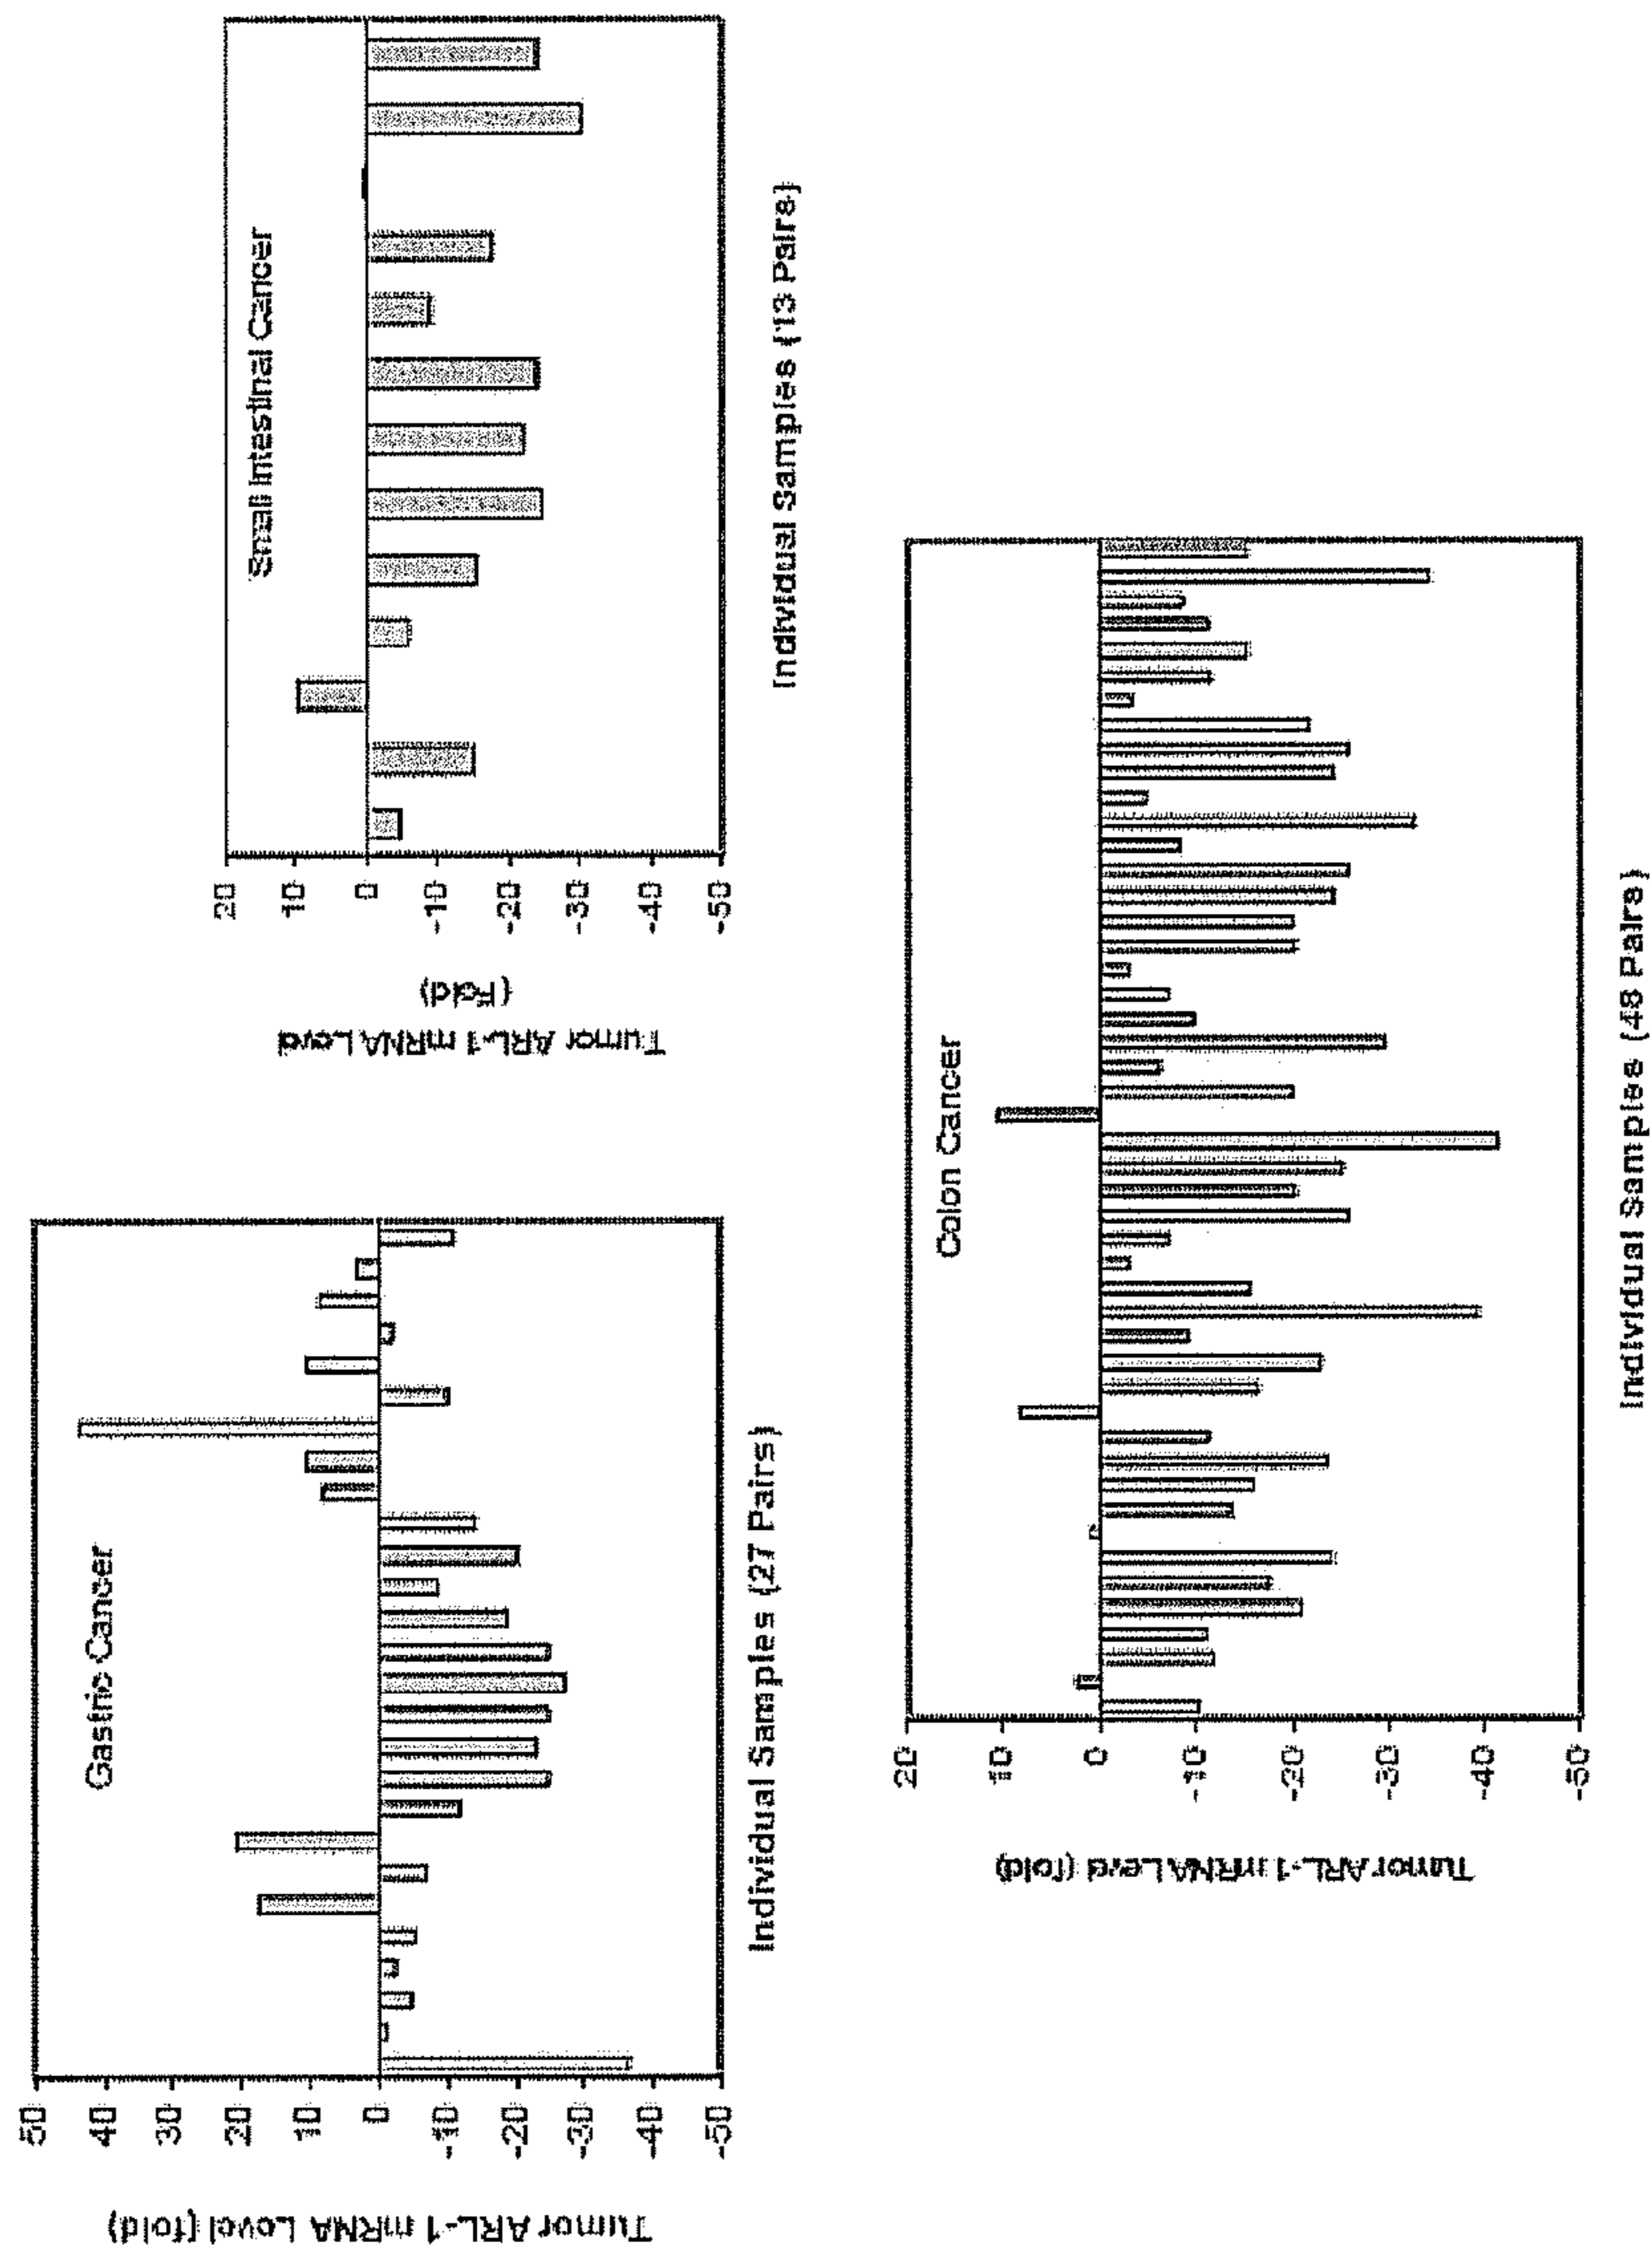 Gastric Cancer
50
40
30
20
10
0
-10
-20
-30
-40
-50
Tumor ARL-1 mRNA Level (fold)
Individual Samples (27 Pairs)
Small Intestinal Cancer
20
10
0
-10
-20
-30
-40
-50
Tumor ARL-1 mRNA Level
(Fold)
Individual Samples (13 Pairs)
Colon Cancer
20
10
0
-10
-20
-30
-40
-50
Tumor ARL-1 mRNA Level (fold)
Individual Samples (48 Pairs)